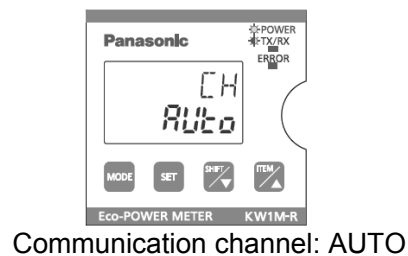 Panasonic
POWER
TX/RX
ERROR
CH
AUto
MODE
SET
SHIFT/
ITEM/
Eco-POWER METER KW1M-R
Communication channel: AUTO